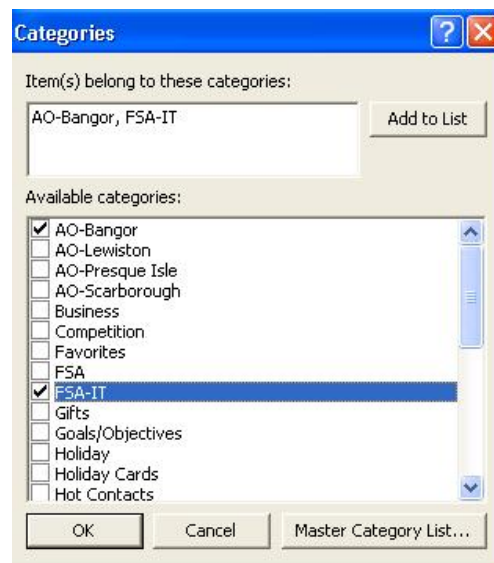 Categories
Item(s) belong to these categories:
AO-Bangor, FSA-IT
Add to List
Available categories:
AO-Bangor
AO-Lewiston
AO-Presque Isle
AO-Scarborough
Business
Competition
Favorites
FSA
FSA-IT
Gifts
Goals/Objectives
Holiday
Holiday Cards
Hot Contacts
OK
Cancel
Master Category List...